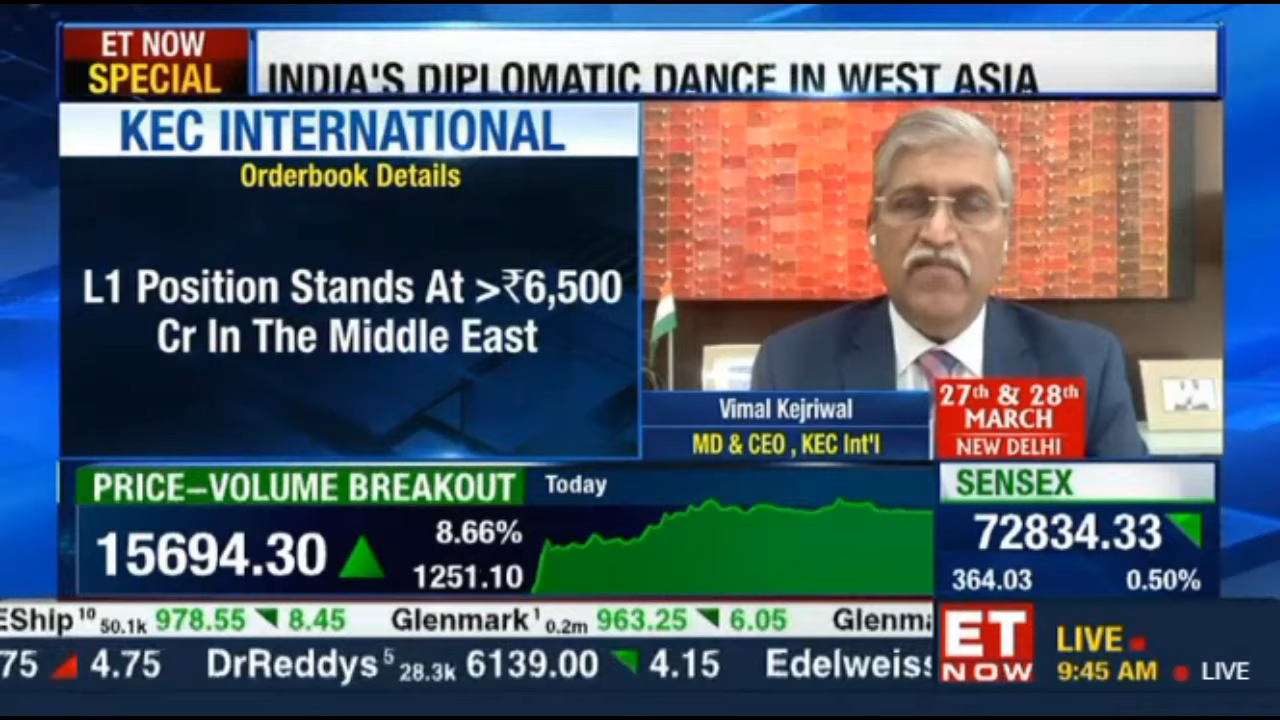 ET NOW
SPECIAL
INDIA'S DIPLOMATIC DANCE IN WEST ASIA
KEC INTERNATIONAL
Orderbook Details
L1 Position Stands At >₹6,500
Cr In The Middle East
Vimal Kejriwal
MD & CEO , KEC Int'l
27th & 28th
MARCH
NEW DELHI
PRICE–VOLUME BREAKOUT
Today
15694.30
8.66%
1251.10
SENSEX
72834.33
364.03 0.50%
EShip 10 50.1k 978.55 8.45 Glenmark 1 0.2m 963.25 6.05 Glenma
75 4.75 DrReddys 5 28.3k 6139.00 4.15 Edelweiss
ET
NOW
LIVE
9:45 AM
LIVE